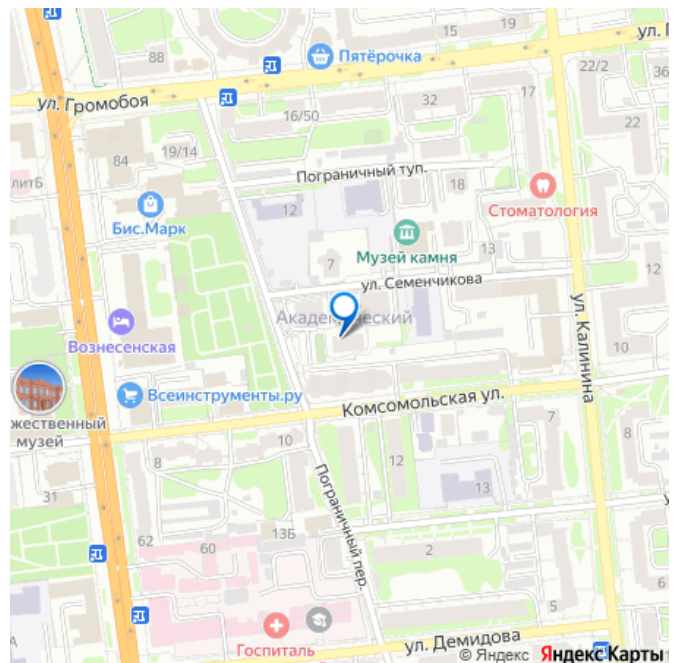 15
19
88
Пятёрочка
ул. Г
22/2
36
ул. Громобоя
16/50
32
17
22
19/14
84
литБ
Пограничный туп.
18
Бис.Марк
12
Стоматология
Музей камня
13
7
12
ул. Семенчикова
Академический
ул. Калинина
Вознесенская
10
Всеинструменты.ру
Комсомольская ул.
жественный
музей
10
7
8
8
12
31
13
Пограничный пер.
62
60
13Б
2
6
5
Госпиталь
ул. Демидова
А
© Яндекс Яндекс Карты